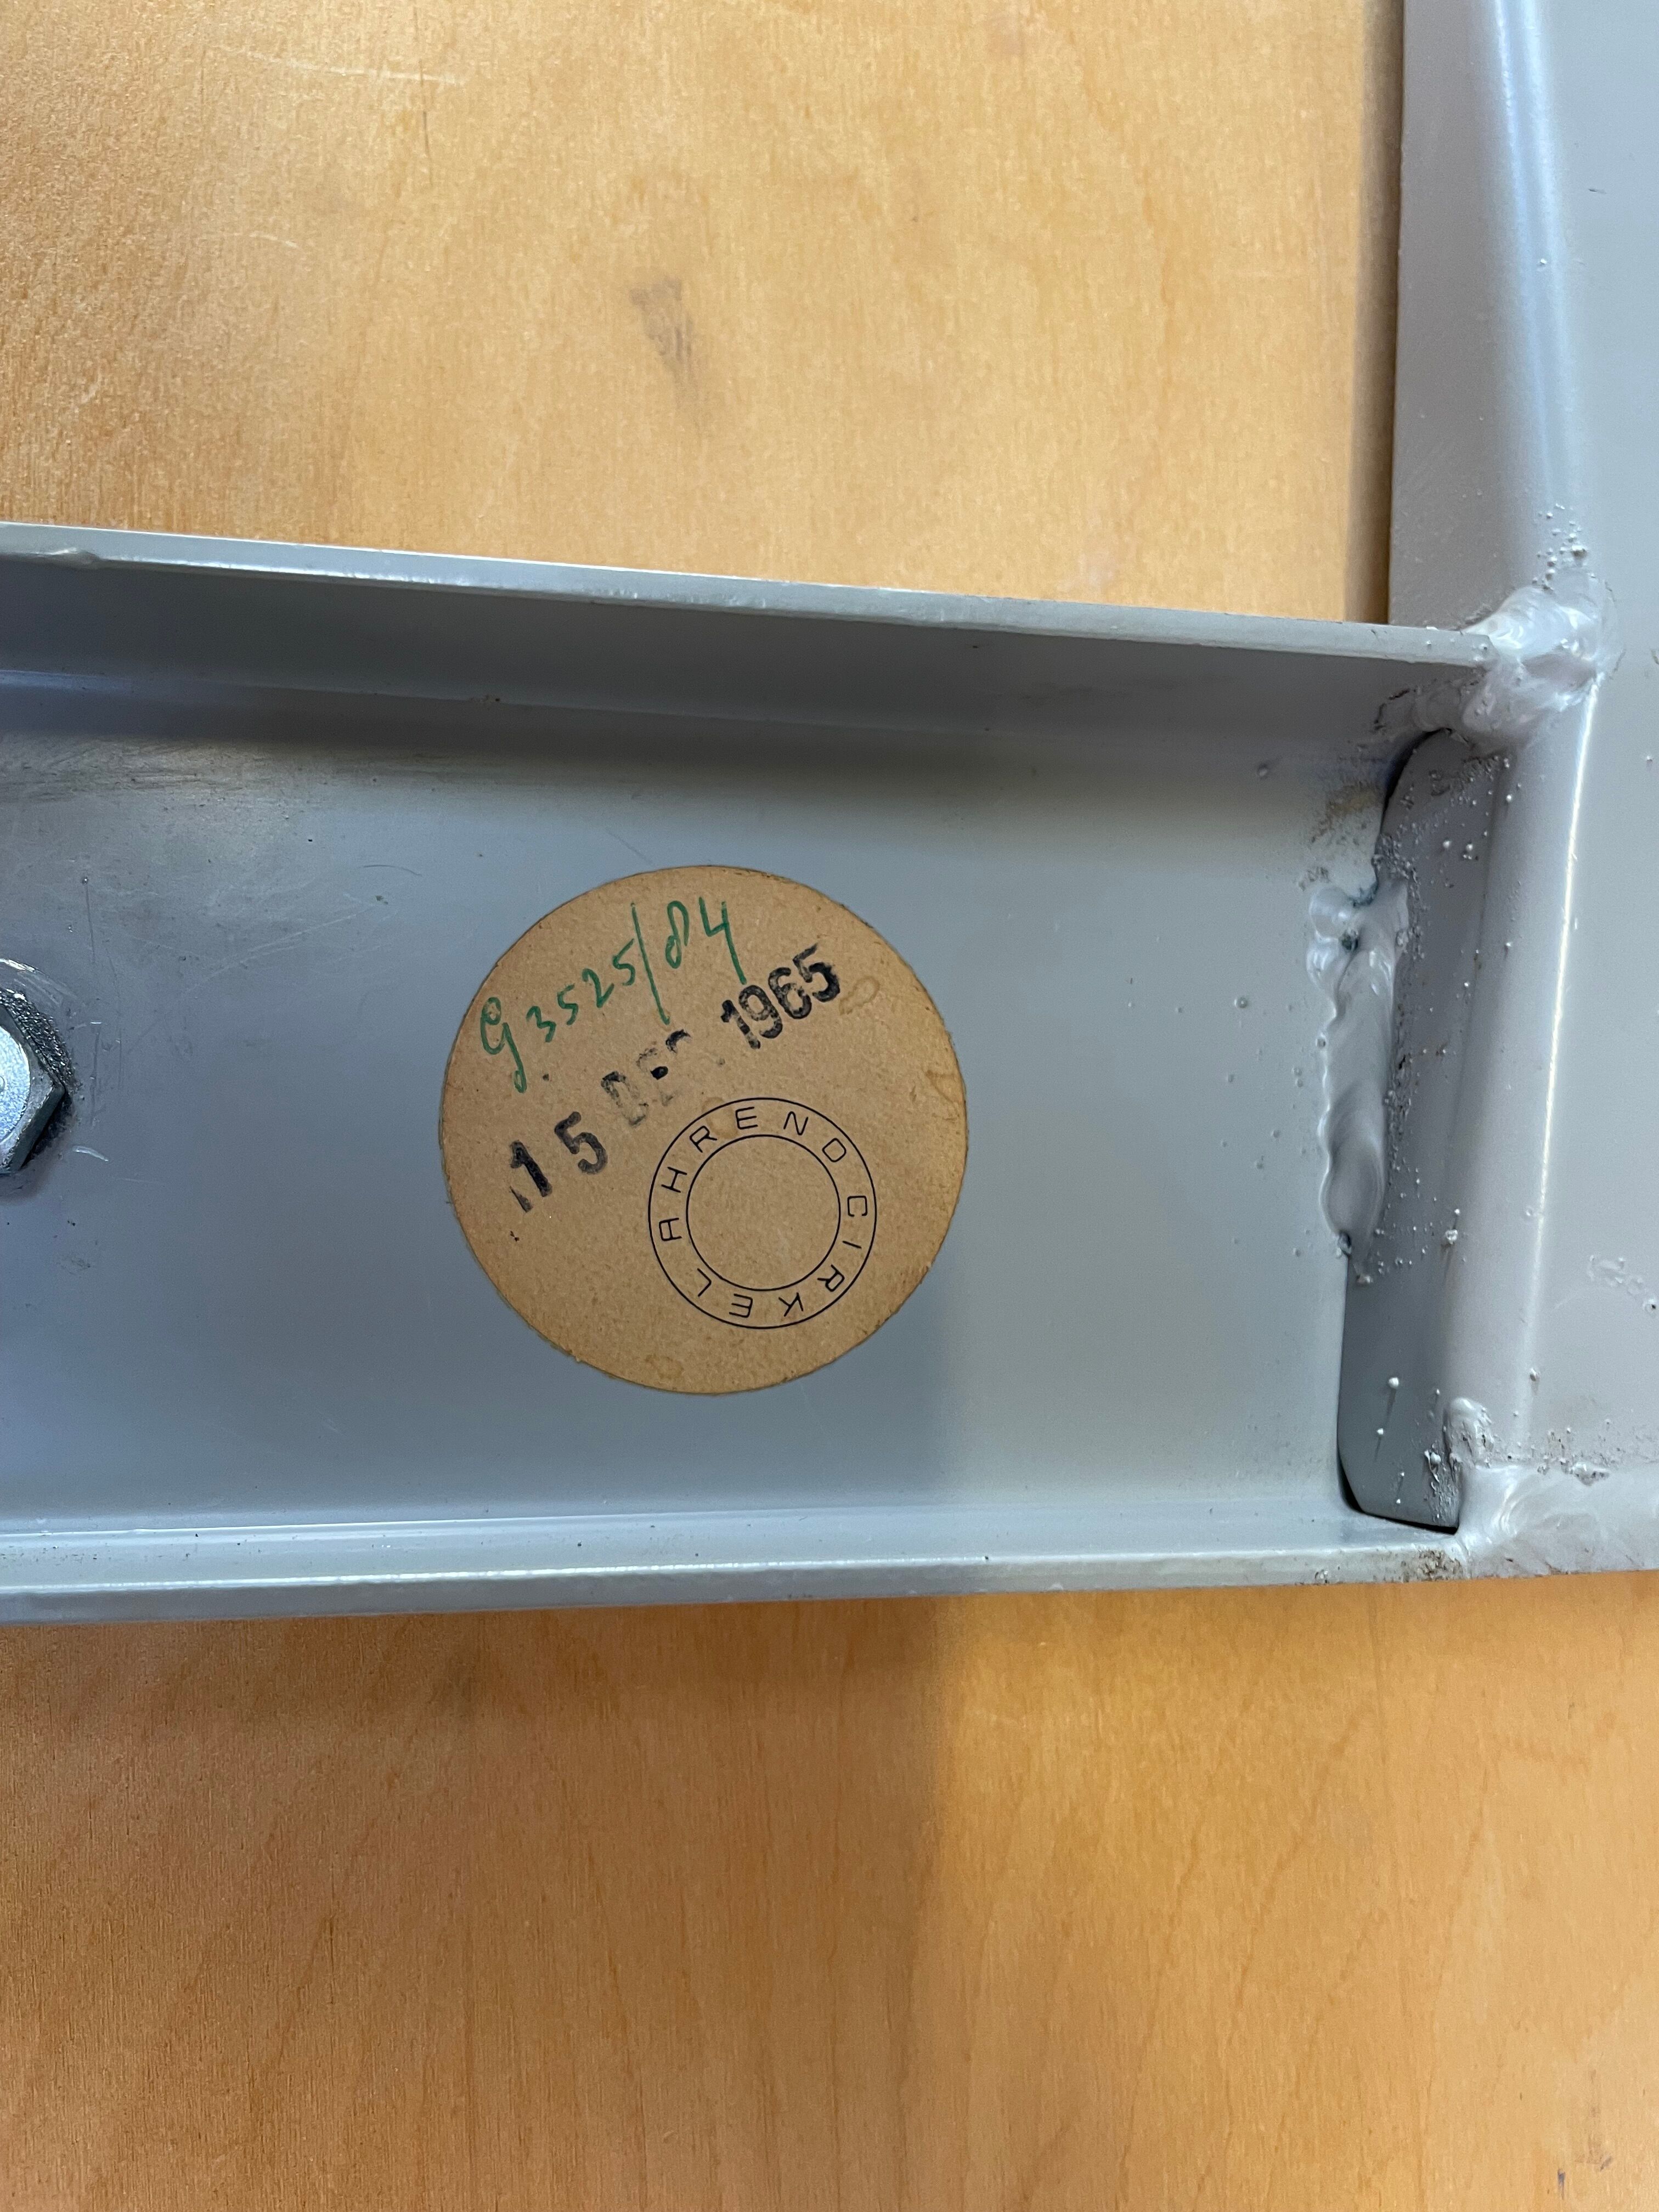 G3525/84
15 DEC. 1965
AHREND CIRKEL